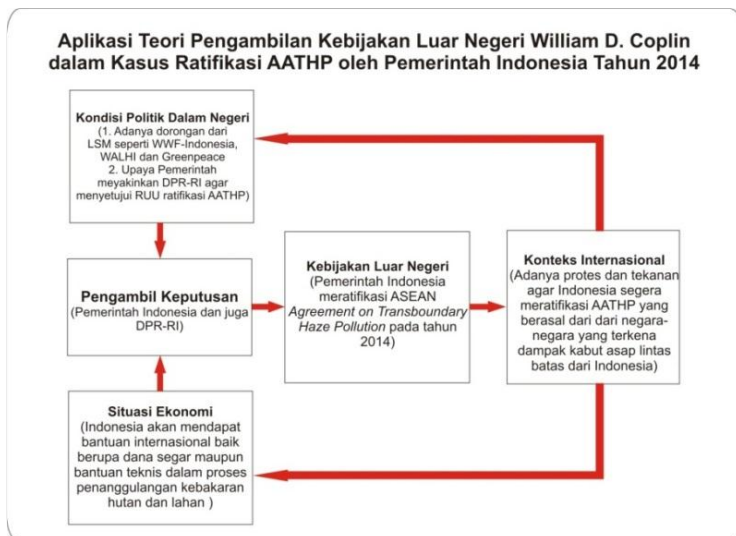 Aplikasi Teori Pengambilan Kebijakan Luar Negeri William D. Coplin
dalam Kasus Ratifikasi AATHP oleh Pemerintah Indonesia Tahun 2014
Kondisi Politik Dalam Negeri
(1. Adanya dorongan dari
LSM seperti WWF-Indonesia,
WALHI dan Greenpeace
2. Upaya Pemerintah
meyakinkan DPR-RI agar
menyetujui RUU ratifikasi AATHP)
Pengambil Keputusan
(Pemerintah Indonesia dan juga
DPR-RI)
Situasi Ekonomi
(Indonesia akan mendapat
bantuan internasional baik
berupa dana segar maupun
bantuan teknis dalam proses
penanggulangan kebakaran
hutan dan lahan )
Kebijakan Luar Negeri
(Pemerintah Indonesia
meratifikasi ASEAN
Agreement on Transboundary
Haze Pollution pada tahun
2014)
Konteks Internasional
(Adanya protes dan tekanan
agar Indonesia segera
meratifikasi AATHP yang
berasal dari dari negara-
negara yang terkena
dampak kabut asap lintas
batas dari Indonesia)